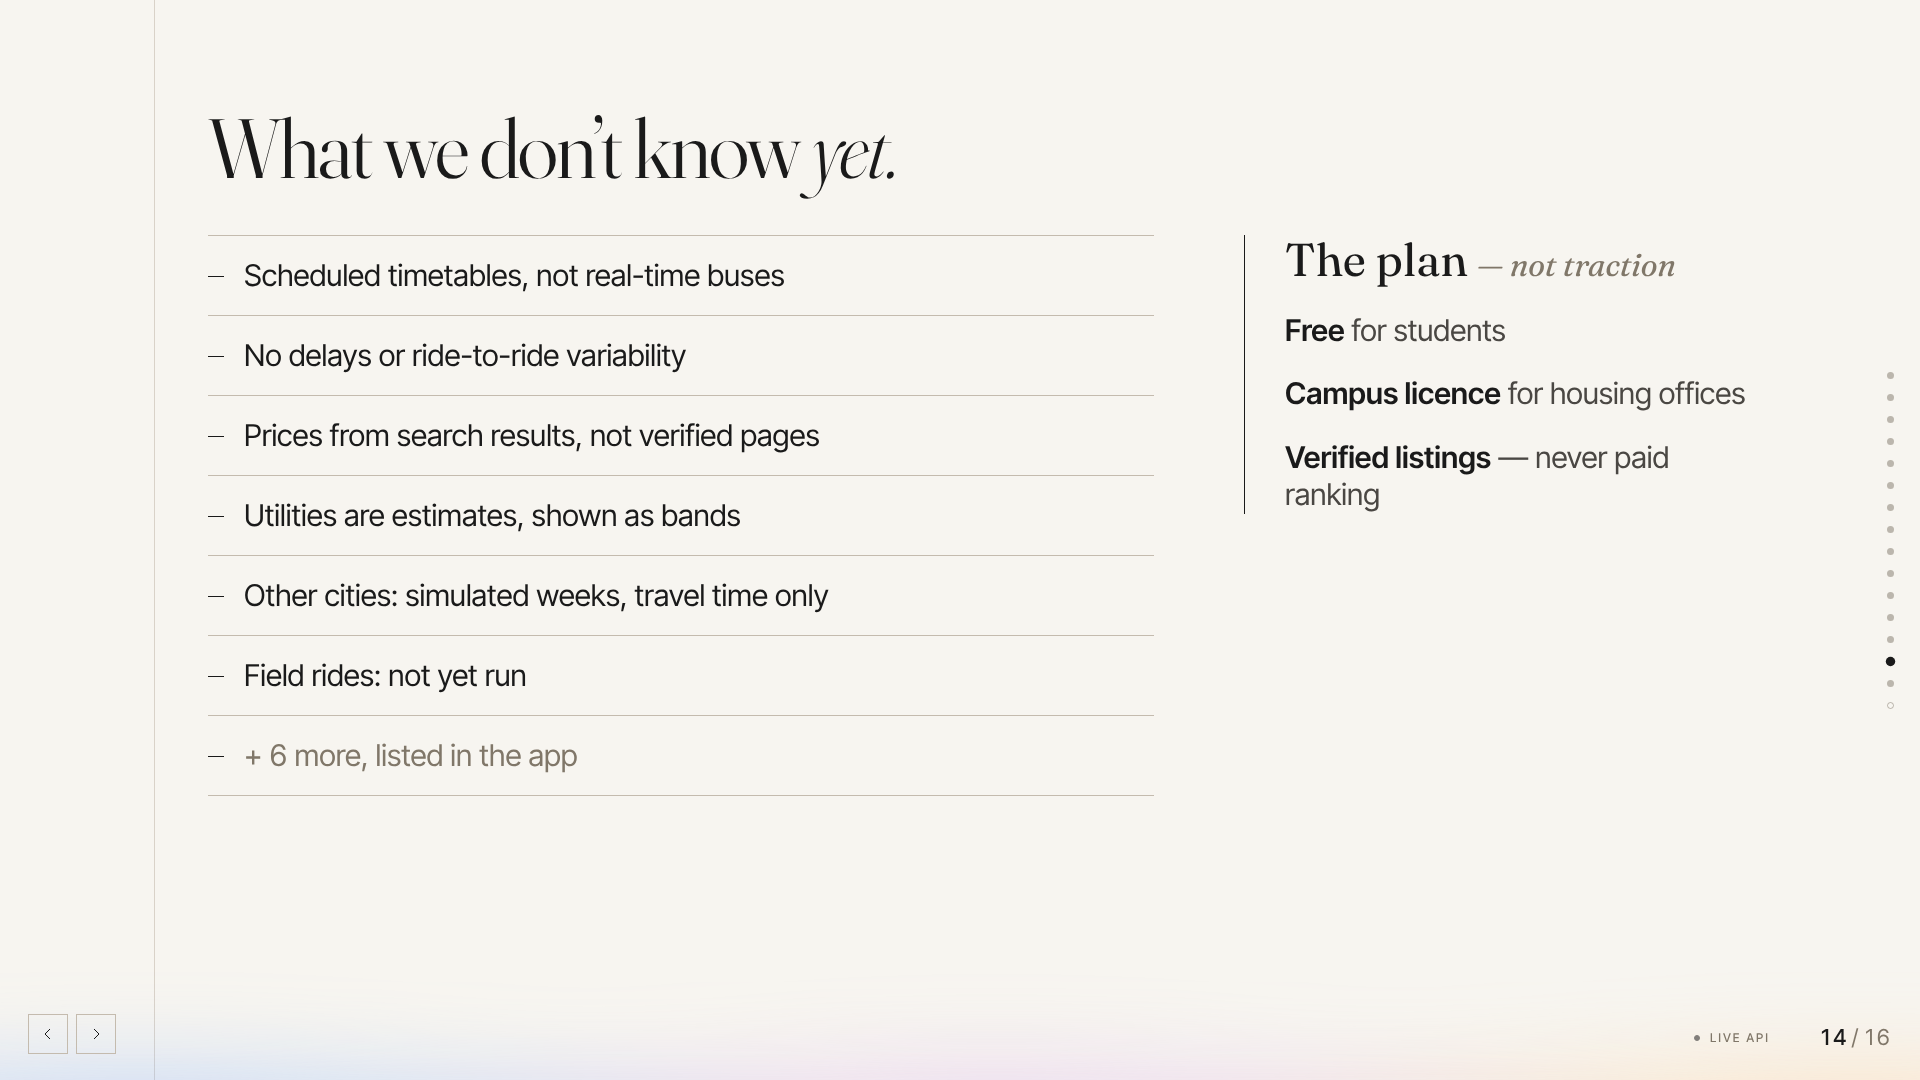 What we don’t know yet.
— Scheduled timetables, not real-time buses
— No delays or ride-to-ride variability
— Prices from search results, not verified pages
— Utilities are estimates, shown as bands
— Other cities: simulated weeks, travel time only
— Field rides: not yet run
— + 6 more, listed in the app
The plan — not traction
Free for students
Campus licence for housing offices
Verified listings — never paid
ranking
LIVE API
14 / 16